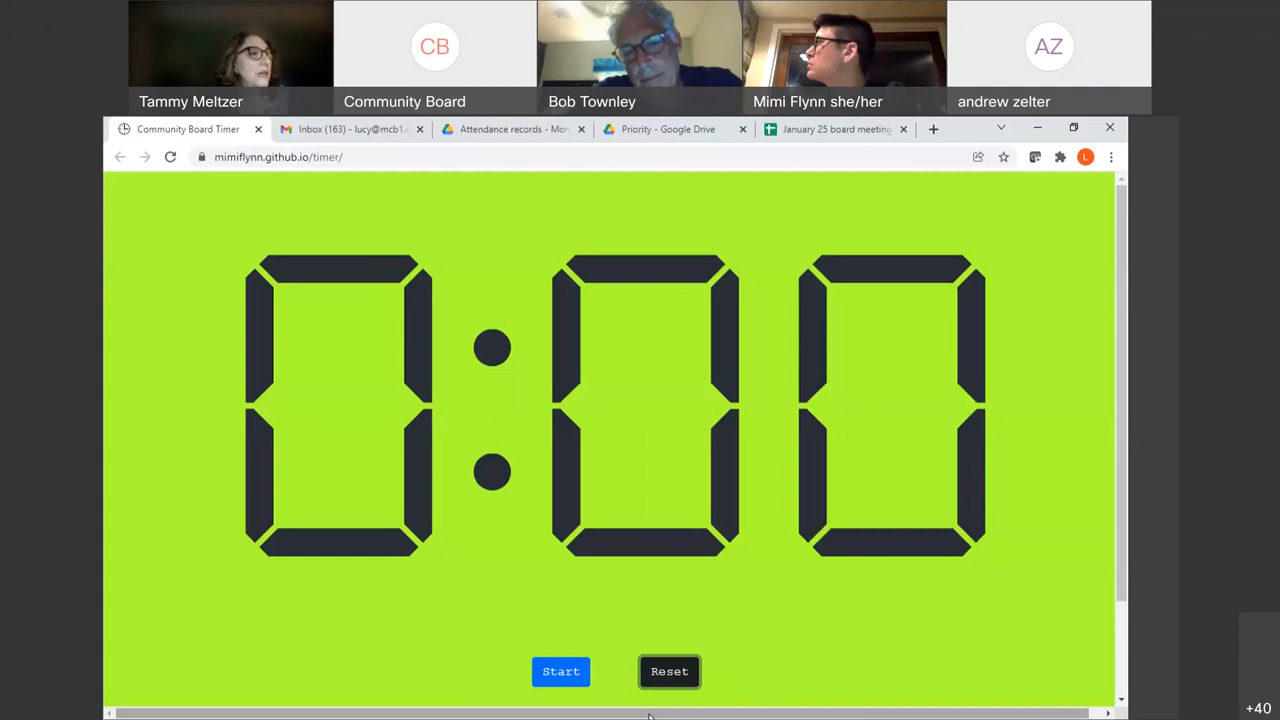 CB
AZ
Tammy Meltzer
Community Board
Bob Townley
Mimi Flynn she/her
andrew zelter
Community Board Timer
Inbox (163) - lucy@mcb1.
Attendance records - Mon
Priority - Google Drive
January 25 board meeting
mimiflynn.github.io/timer/
L
0:00
Start
Reset
+40